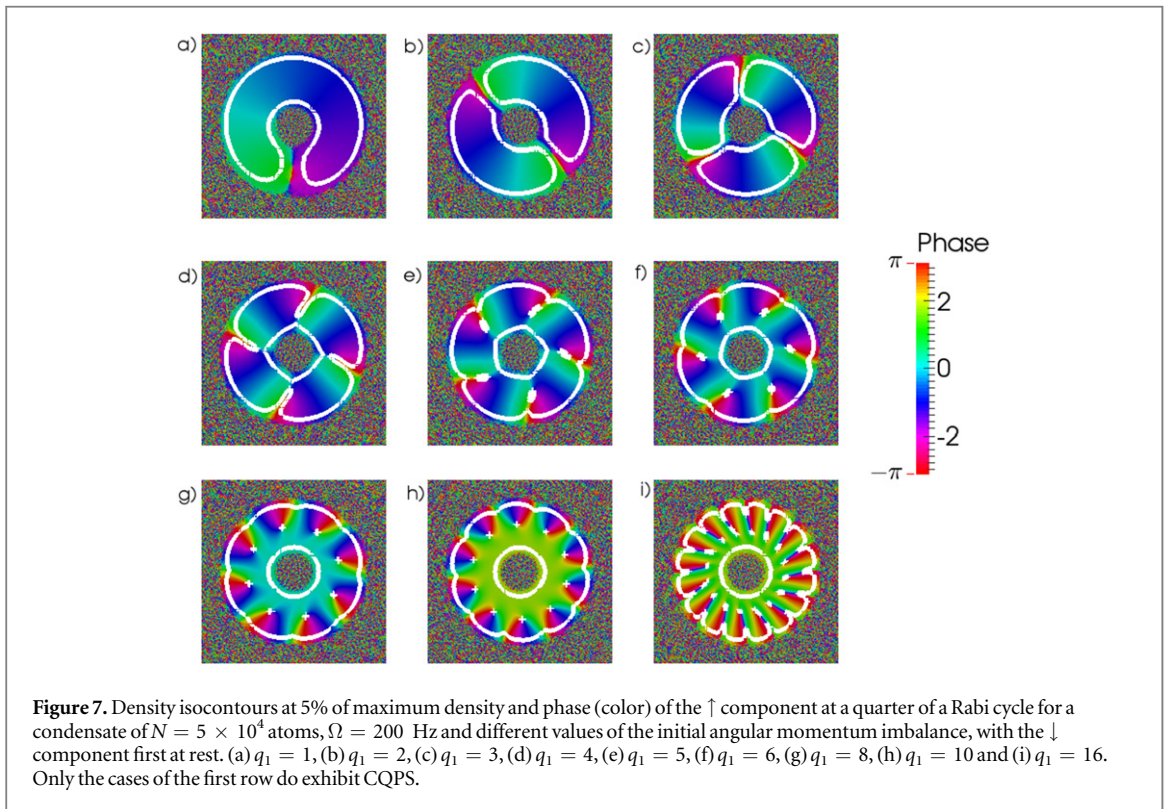 a)
b)
c)
d)
e)
f)
Phase
π
2
0
-2
−π
g)
h)
i)
Figure 7. Density isocontours at 5% of maximum density and phase (color) of the ↑ component at a quarter of a Rabi cycle for a
condensate of N = 5 × 10⁴ atoms, Ω = 200 Hz and different values of the initial angular momentum imbalance, with the ↓
component first at rest. (a) q₁ = 1, (b) q₁ = 2, (c) q₁ = 3, (d) q₁ = 4, (e) q₁ = 5, (f) q₁ = 6, (g) q₁ = 8, (h) q₁ = 10 and (i) q₁ = 16.
Only the cases of the first row do exhibit CQPS.